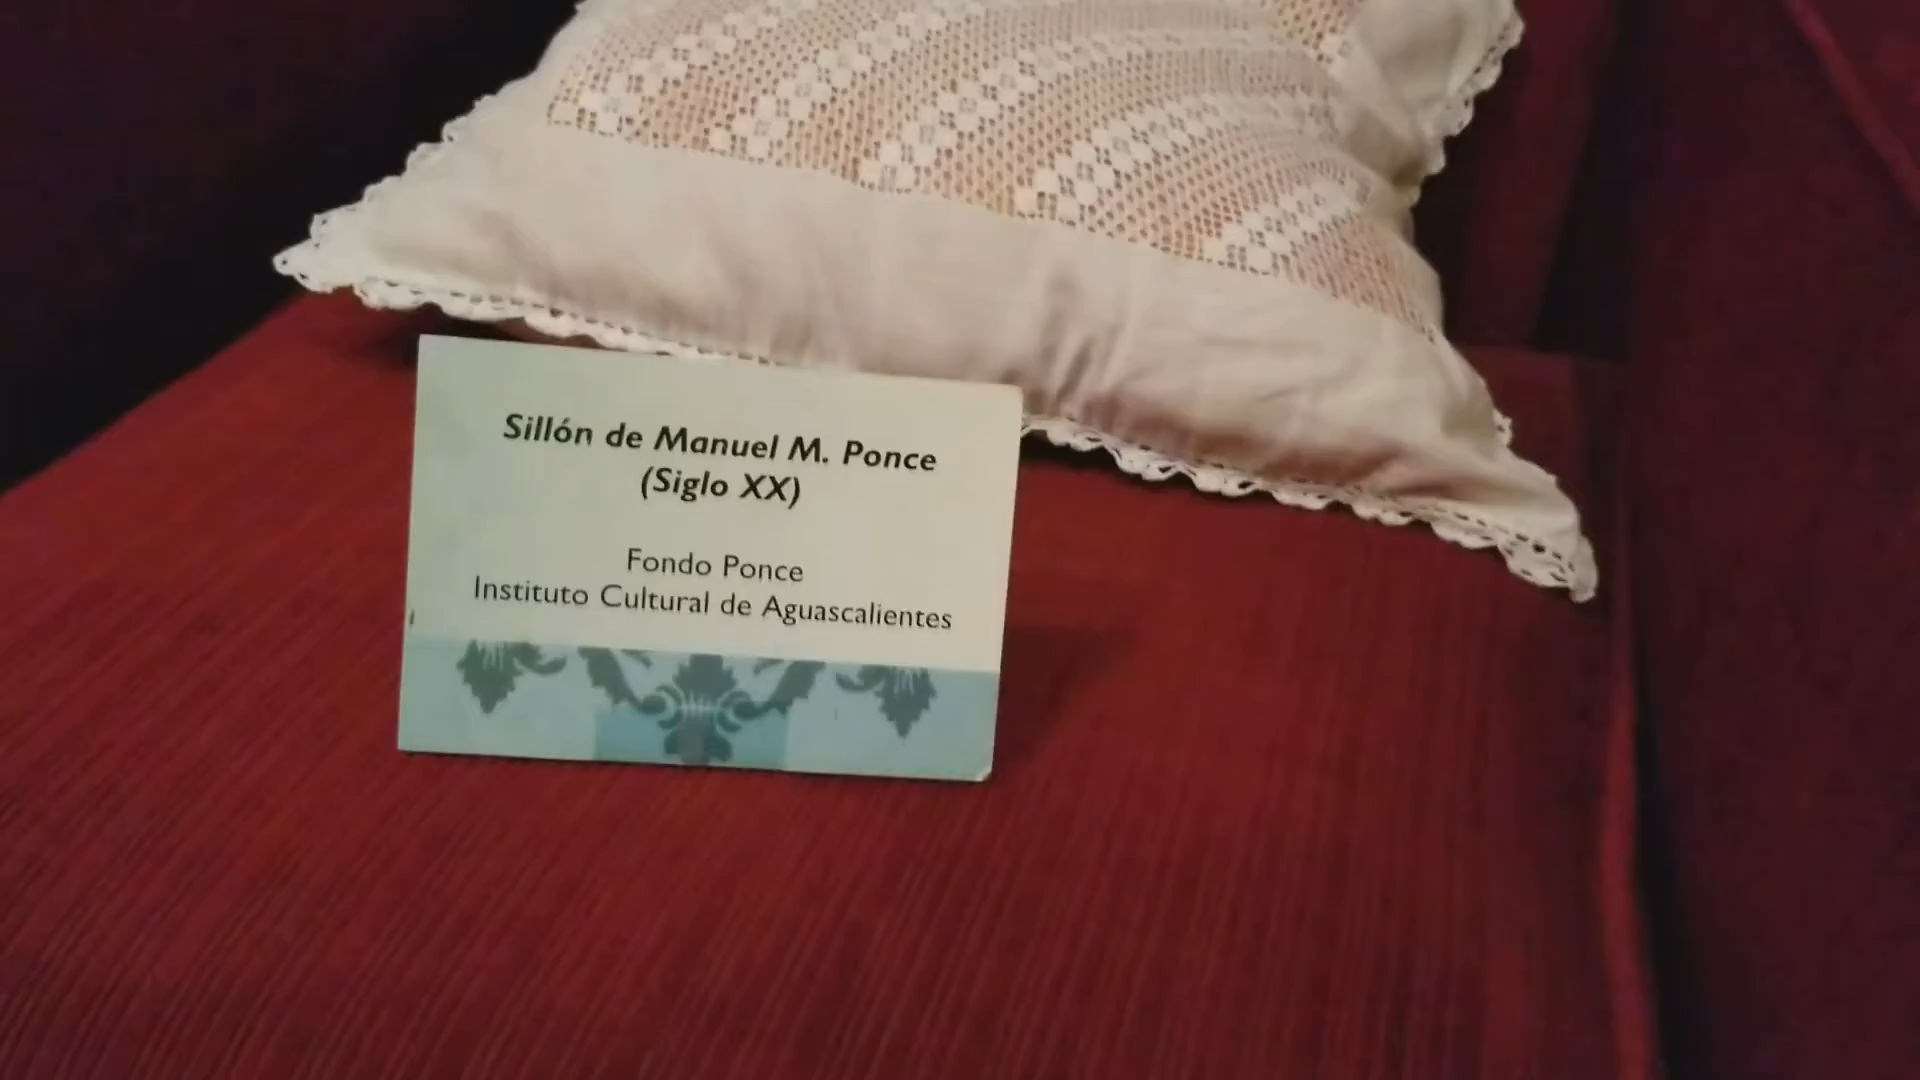 Sillón de Manuel M. Ponce
(Siglo XX)
Fondo Ponce
Instituto Cultural de Aguascalientes